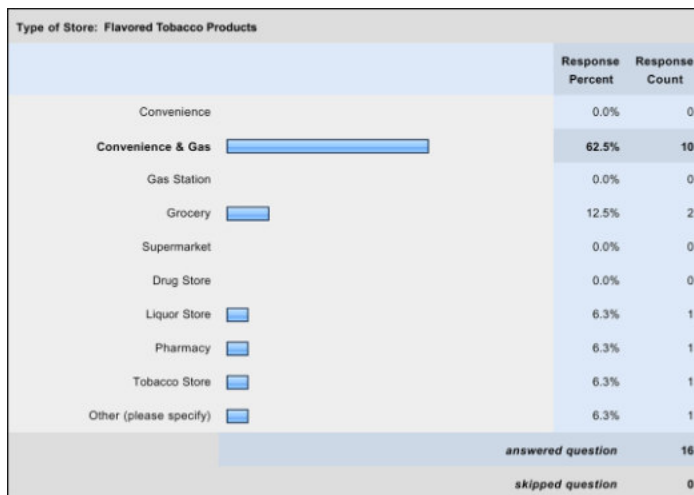 Type of Store: Flavored Tobacco Products
Response Percent Response Count
Convenience 0.0% 0
Convenience & Gas 62.5% 10
Gas Station 0.0% 0
Grocery 12.5% 2
Supermarket 0.0% 0
Drug Store 0.0% 0
Liquor Store 6.3% 1
Pharmacy 6.3% 1
Tobacco Store 6.3% 1
Other (please specify) 6.3% 1
answered question 16
skipped question 0